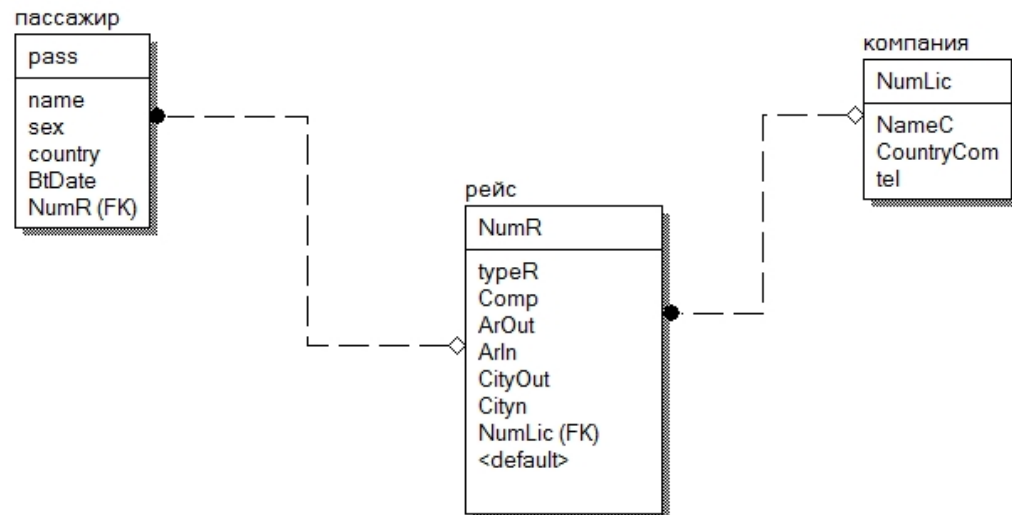 пассажир
pass
name
sex
country
BtDate
NumR (FK)
рейс
NumR
typeR
Comp
ArOut
ArIn
CityOut
Cityn
NumLic (FK)
<default>
компания
NumLic
NameC
CountryCom
tel